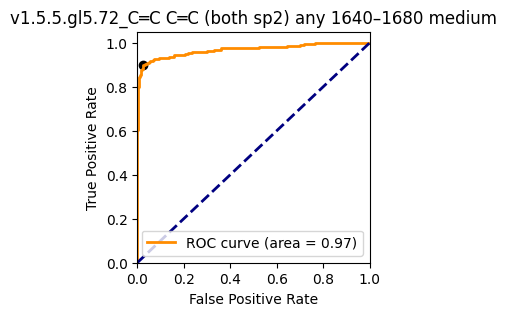 v1.5.5.gl5.72_C═C C═C (both sp2) any 1640–1680 medium
1.0
0.8
0.6
0.4
0.2
0.0
True Positive Rate
ROC curve (area = 0.97)
0.0 0.2 0.4 0.6 0.8 1.0
False Positive Rate